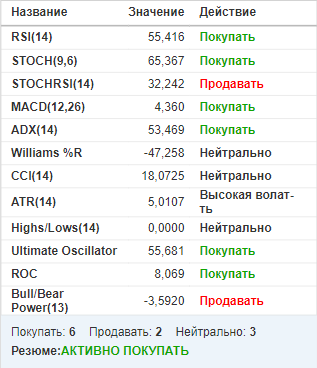 Название Значение Действие
RSI(14) 55,416 Покупать
STOCH(9,6) 65,367 Покупать
STOCHRSI(14) 32,242 Продавать
MACD(12,26) 4,360 Покупать
ADX(14) 53,469 Покупать
Williams %R -47,258 Нейтрально
CCI(14) 18,0725 Нейтрально
ATR(14) 5,0107 Высокая волат-
ть
Highs/Lows(14) 0,0000 Нейтрально
Ultimate Oscillator 55,681 Покупать
ROC 8,069 Покупать
Bull/Bear
Power(13) -3,5920 Продавать
Покупать: 6 Продавать: 2 Нейтрально: 3
Резюме:АКТИВНО ПОКУПАТЬ